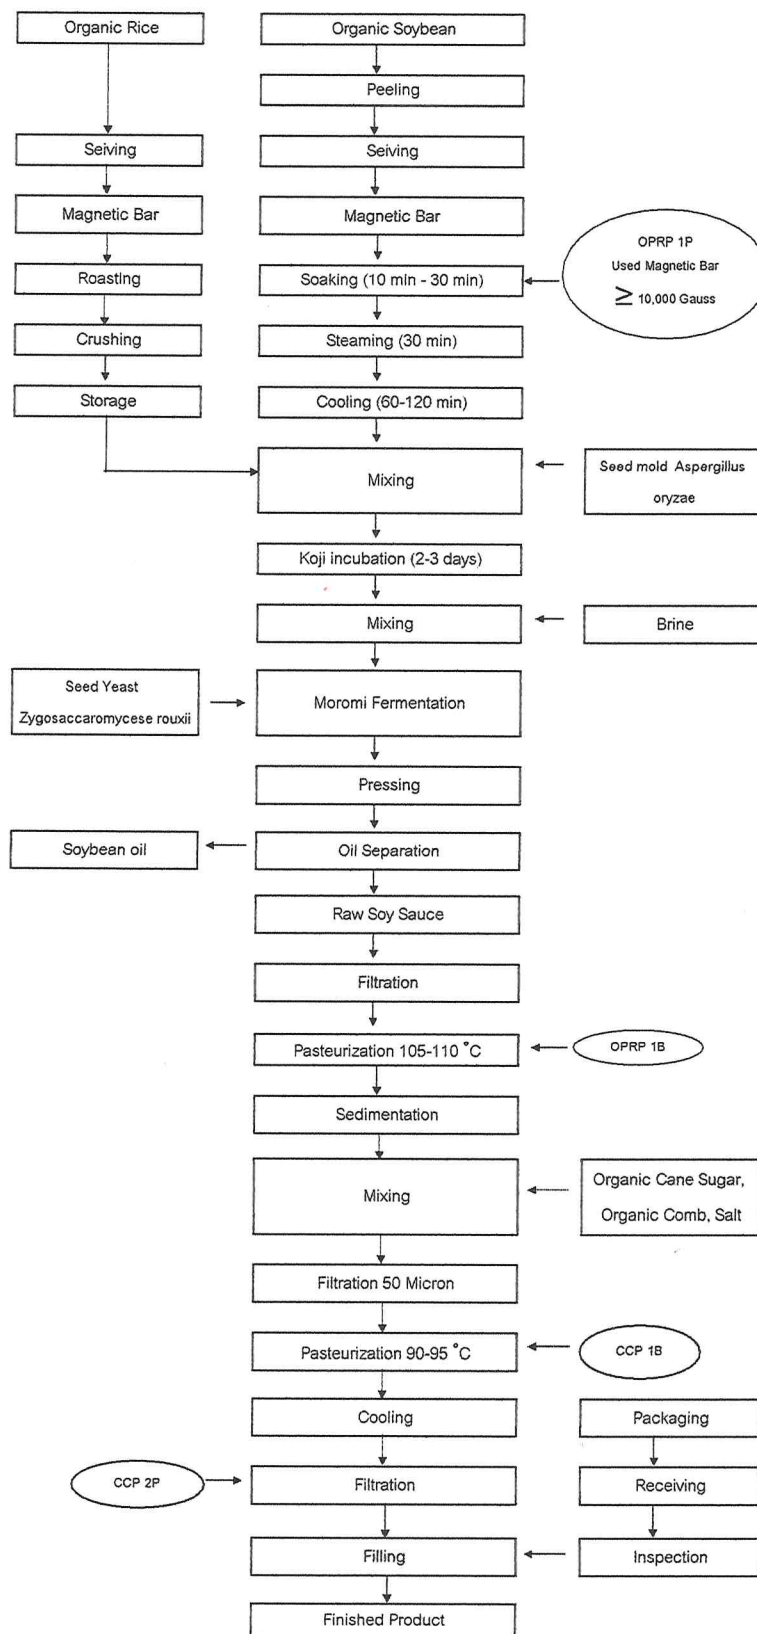 Organic Rice
Organic Soybean
Peeling
Seiving
Seiving
Magnetic Bar
Magnetic Bar
OPRP 1P
Used Magnetic Bar
≥ 10,000 Gauss
Roasting
Soaking (10 min - 30 min)
Crushing
Steaming (30 min)
Storage
Cooling (60-120 min)
Mixing
Seed mold Aspergillus
oryzae
Koji incubation (2-3 days)
Mixing
Brine
Seed Yeast
Zygosaccaromycese rouxii
Moromi Fermentation
Pressing
Soybean oil
Oil Separation
Raw Soy Sauce
Filtration
Pasteurization 105-110 °C
OPRP 1B
Sedimentation
Mixing
Organic Cane Sugar,
Organic Comb, Salt
Filtration 50 Micron
Pasteurization 90-95 °C
CCP 1B
Cooling
Packaging
CCP 2P
Filtration
Receiving
Filling
Inspection
Finished Product